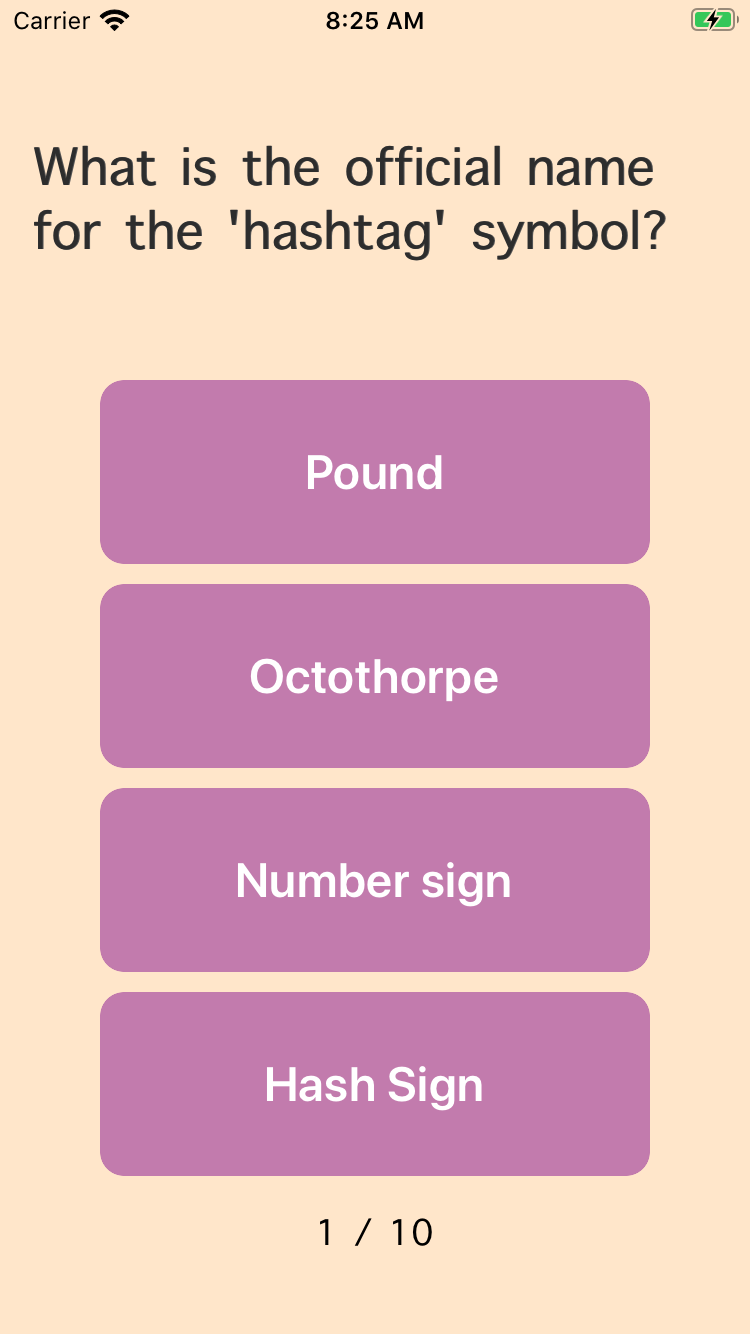 Carrier 8:25 AM
What is the official name
for the 'hashtag' symbol?
Pound
Octothorpe
Number sign
Hash Sign
1 / 10